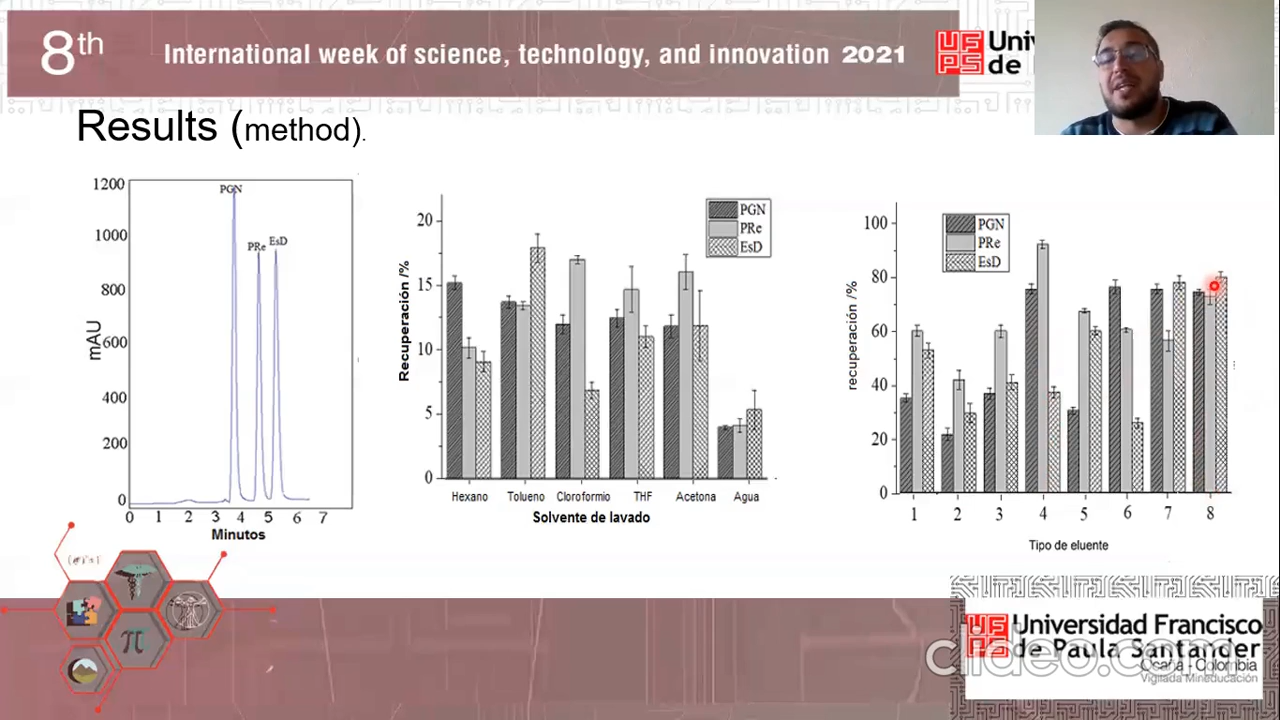 8th
International week of science, technology, and innovation 2021
UFPS
Uni
de
Results (method).
1200
1000
800
600
400
200
0
mAU
PGN
PRe
EsD
0 1 2 3 4 5 6 7
Minutos
20
15
10
5
0
Recuperación /%
PGN
PRe
EsD
Hexano Tolueno Cloroformio THF Acetona Agua
Solvente de lavado
100
80
60
40
20
0
recuperación /%
PGN
PRe
EsD
1 2 3 4 5 6 7 8
Tipo de eluente
π
UFPS
Universidad Francisco
de Paula Santander
Ocaña - Colombia
Vigilada Mineducación
clideo.com